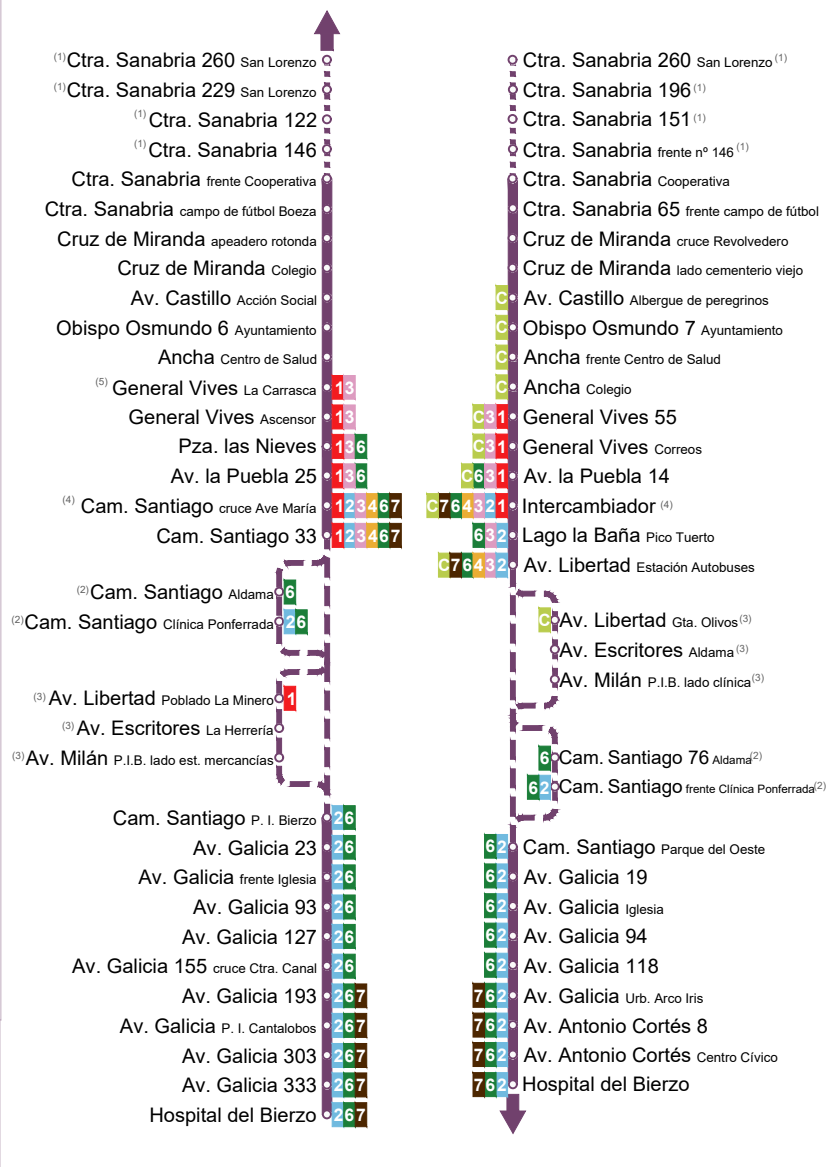 (1)Ctra. Sanabria 260 San Lorenzo
(1)Ctra. Sanabria 229 San Lorenzo
(1)Ctra. Sanabria 122
(1)Ctra. Sanabria 146
Ctra. Sanabria frente Cooperativa
Ctra. Sanabria campo de fútbol Boeza
Cruz de Miranda apeadero rotonda
Cruz de Miranda Colegio
Av. Castillo Acción Social
Obispo Osmundo 6 Ayuntamiento
Ancha Centro de Salud
(5) General Vives La Carrasca 13
General Vives Ascensor 13
Pza. las Nieves 136
Av. la Puebla 25 136
(4) Cam. Santiago cruce Ave María 123467
Cam. Santiago 33 123467
(2)Cam. Santiago Aldama 6
(2)Cam. Santiago Clínica Ponferrada 26
(3) Av. Libertad Poblado La Minero 1
(3) Av. Escritores La Herrería
(3) Av. Milán P.I.B. lado est. mercancías
Cam. Santiago P. I. Bierzo 26
Av. Galicia 23 26
Av. Galicia frente Iglesia 26
Av. Galicia 93 26
Av. Galicia 127 26
Av. Galicia 155 cruce Ctra. Canal 26
Av. Galicia 193 267
Av. Galicia P. I. Cantalobos 267
Av. Galicia 303 267
Av. Galicia 333 267
Hospital del Bierzo 267
Ctra. Sanabria 260 San Lorenzo (1)
Ctra. Sanabria 196 (1)
Ctra. Sanabria 151 (1)
Ctra. Sanabria frente nº 146 (1)
Ctra. Sanabria Cooperativa
Ctra. Sanabria 65 frente campo de fútbol
Cruz de Miranda cruce Revolvedero
Cruz de Miranda lado cementerio viejo
C Av. Castillo Albergue de peregrinos
C Obispo Osmundo 7 Ayuntamiento
C Ancha frente Centro de Salud
C Ancha Colegio
C31 General Vives 55
C31 General Vives Correos
C631 Av. la Puebla 14
C764321 Intercambiador (4)
632 Lago la Baña Pico Tuerto
C76432 Av. Libertad Estación Autobuses
C Av. Libertad Gta. Olivos(3)
Av. Escritores Aldama (3)
Av. Milán P.I.B. lado clínica(3)
6 Cam. Santiago 76 Aldama(2)
62 Cam. Santiago frente Clínica Ponferrada(2)
62 Cam. Santiago Parque del Oeste
62 Av. Galicia 19
62 Av. Galicia Iglesia
62 Av. Galicia 94
62 Av. Galicia 118
762 Av. Galicia Urb. Arco Iris
762 Av. Antonio Cortés 8
762 Av. Antonio Cortés Centro Cívico
762 Hospital del Bierzo